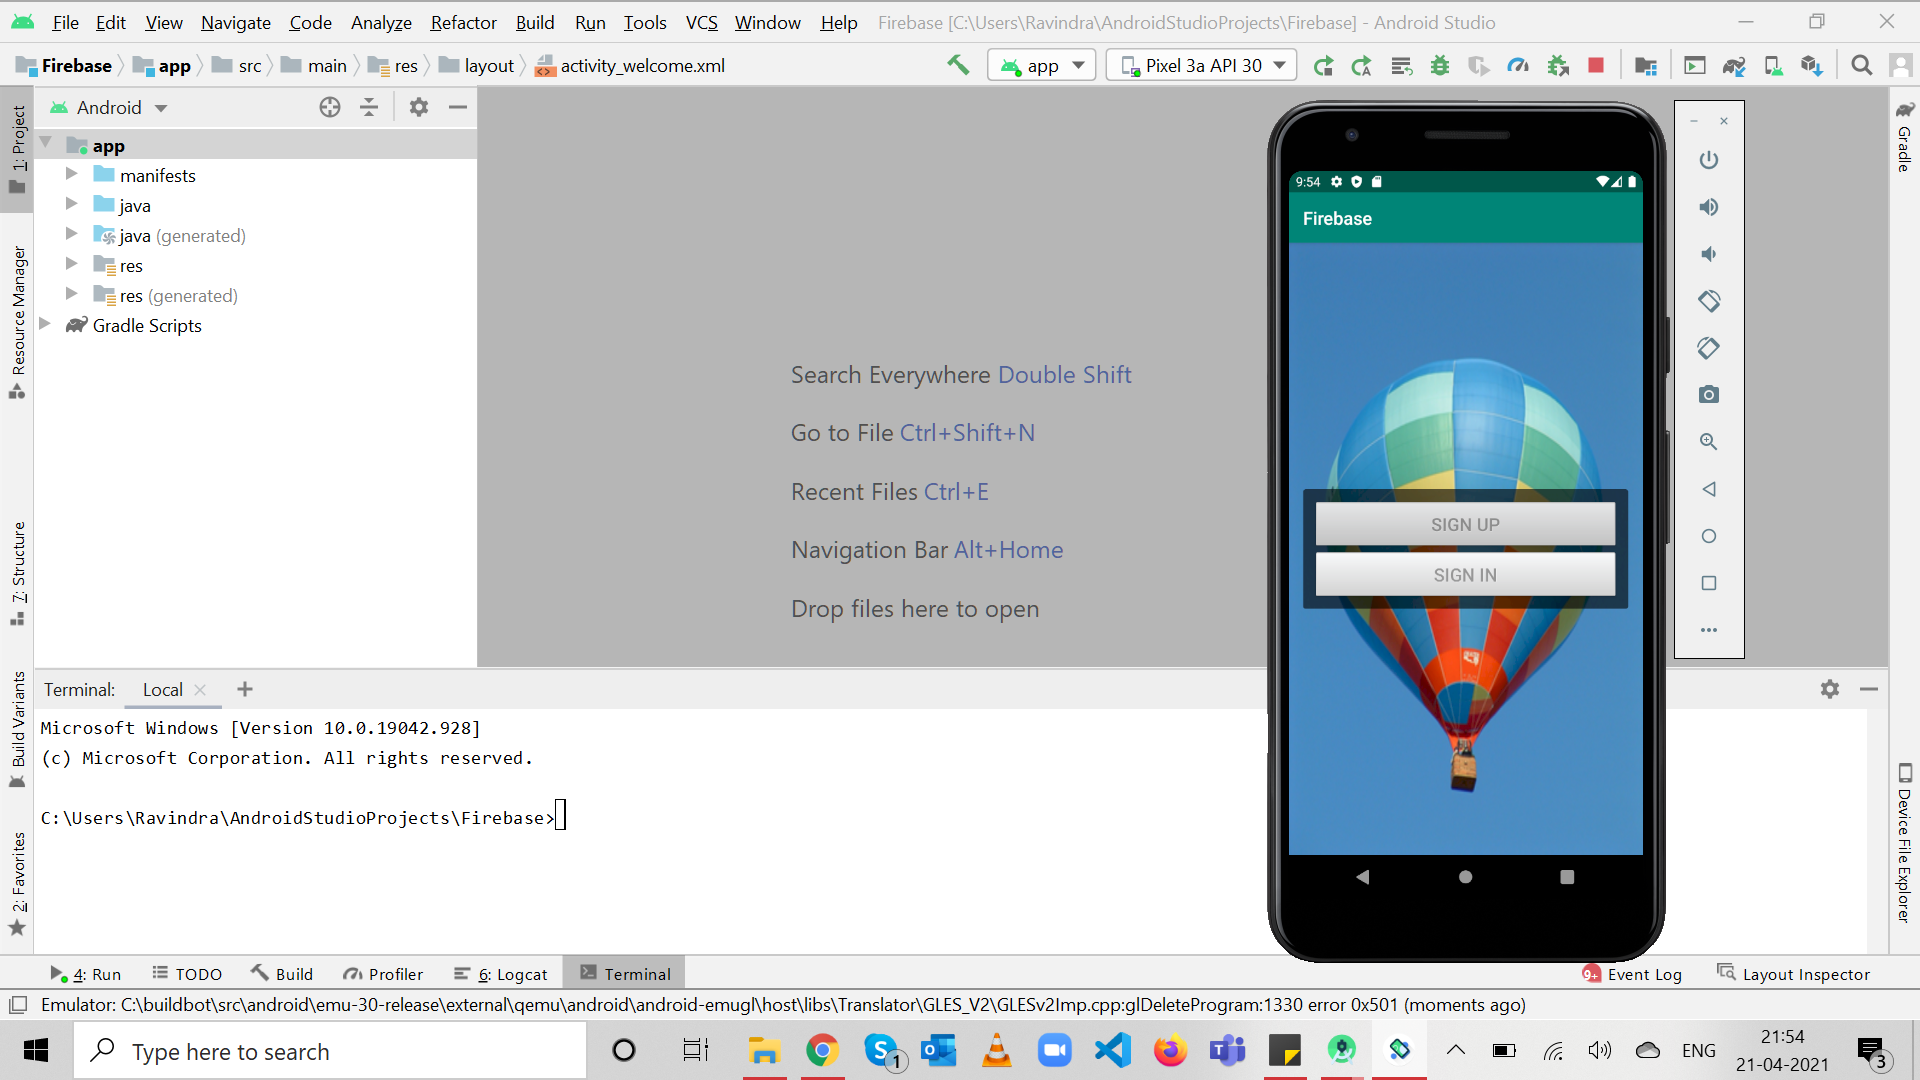 File Edit View Navigate Code Analyze Refactor Build Run Tools VCS Window Help Firebase [C:\Users\Ravindra\AndroidStudioProjects\Firebase] - Android Studio
Firebase app src main res layout activity_welcome.xml app Pixel 3a API 30
Android
1: Project
Resource Manager
7: Structure
Build Variants
2: Favorites
app
manifests
java
java (generated)
res
res (generated)
Gradle Scripts
Search Everywhere Double Shift
Go to File Ctrl+Shift+N
Recent Files Ctrl+E
Navigation Bar Alt+Home
Drop files here to open
9:54
Firebase
SIGN UP
SIGN IN
Gradle
Device File Explorer
Terminal: Local
Microsoft Windows [Version 10.0.19042.928]
(c) Microsoft Corporation. All rights reserved.
C:\Users\Ravindra\AndroidStudioProjects\Firebase>
4: Run TODO Build Profiler 6: Logcat Terminal 9+ Event Log Layout Inspector
Emulator: C:\buildbot\src\android\emu-30-release\external\qemu\android\android-emugl\host\libs\Translator\GLES_V2\GLESv2Imp.cpp:glDeleteProgram:1330 error 0x501 (moments ago)
Type here to search 1 ENG 21:54
21-04-2021 3